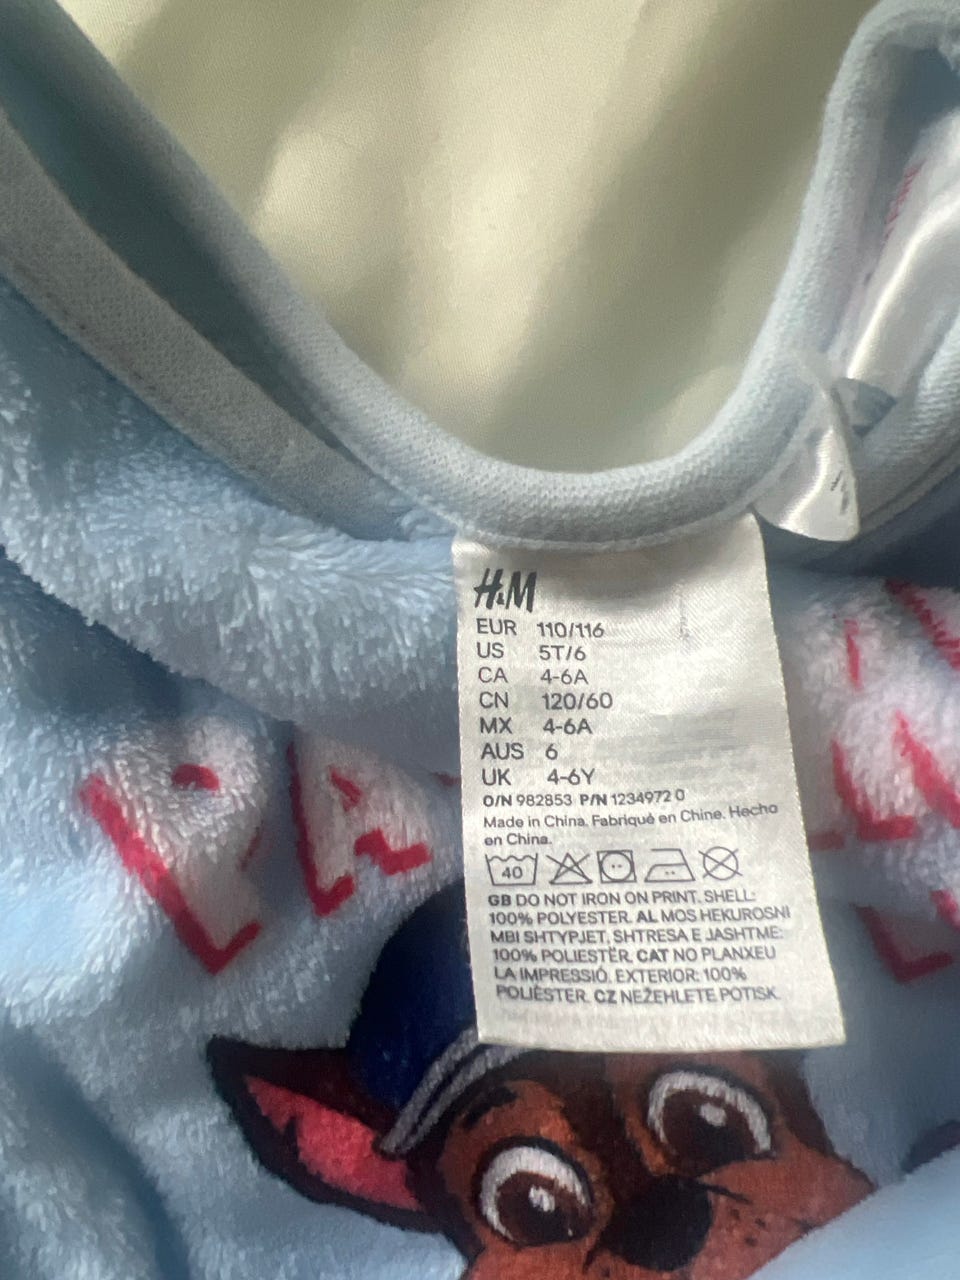 H&M
EUR 110/116
US 5T/6
CA 4-6A
CN 120/60
MX 4-6A
AUS 6
UK 4-6Y
O/N 982853 P/N 1234972 0
Made in China. Fabriqué en Chine. Hecho
en China.
40
GB DO NOT IRON ON PRINT. SHELL:
100% POLYESTER. AL MOS HEKUROSNI
MBI SHTYPJET. SHTRESA E JASHTME:
100% POLIESTËR. CAT NO PLANXEU
LA IMPRESSIÓ. EXTERIOR: 100%
POLIÈSTER. CZ NEŽEHLETE POTISK.
PA